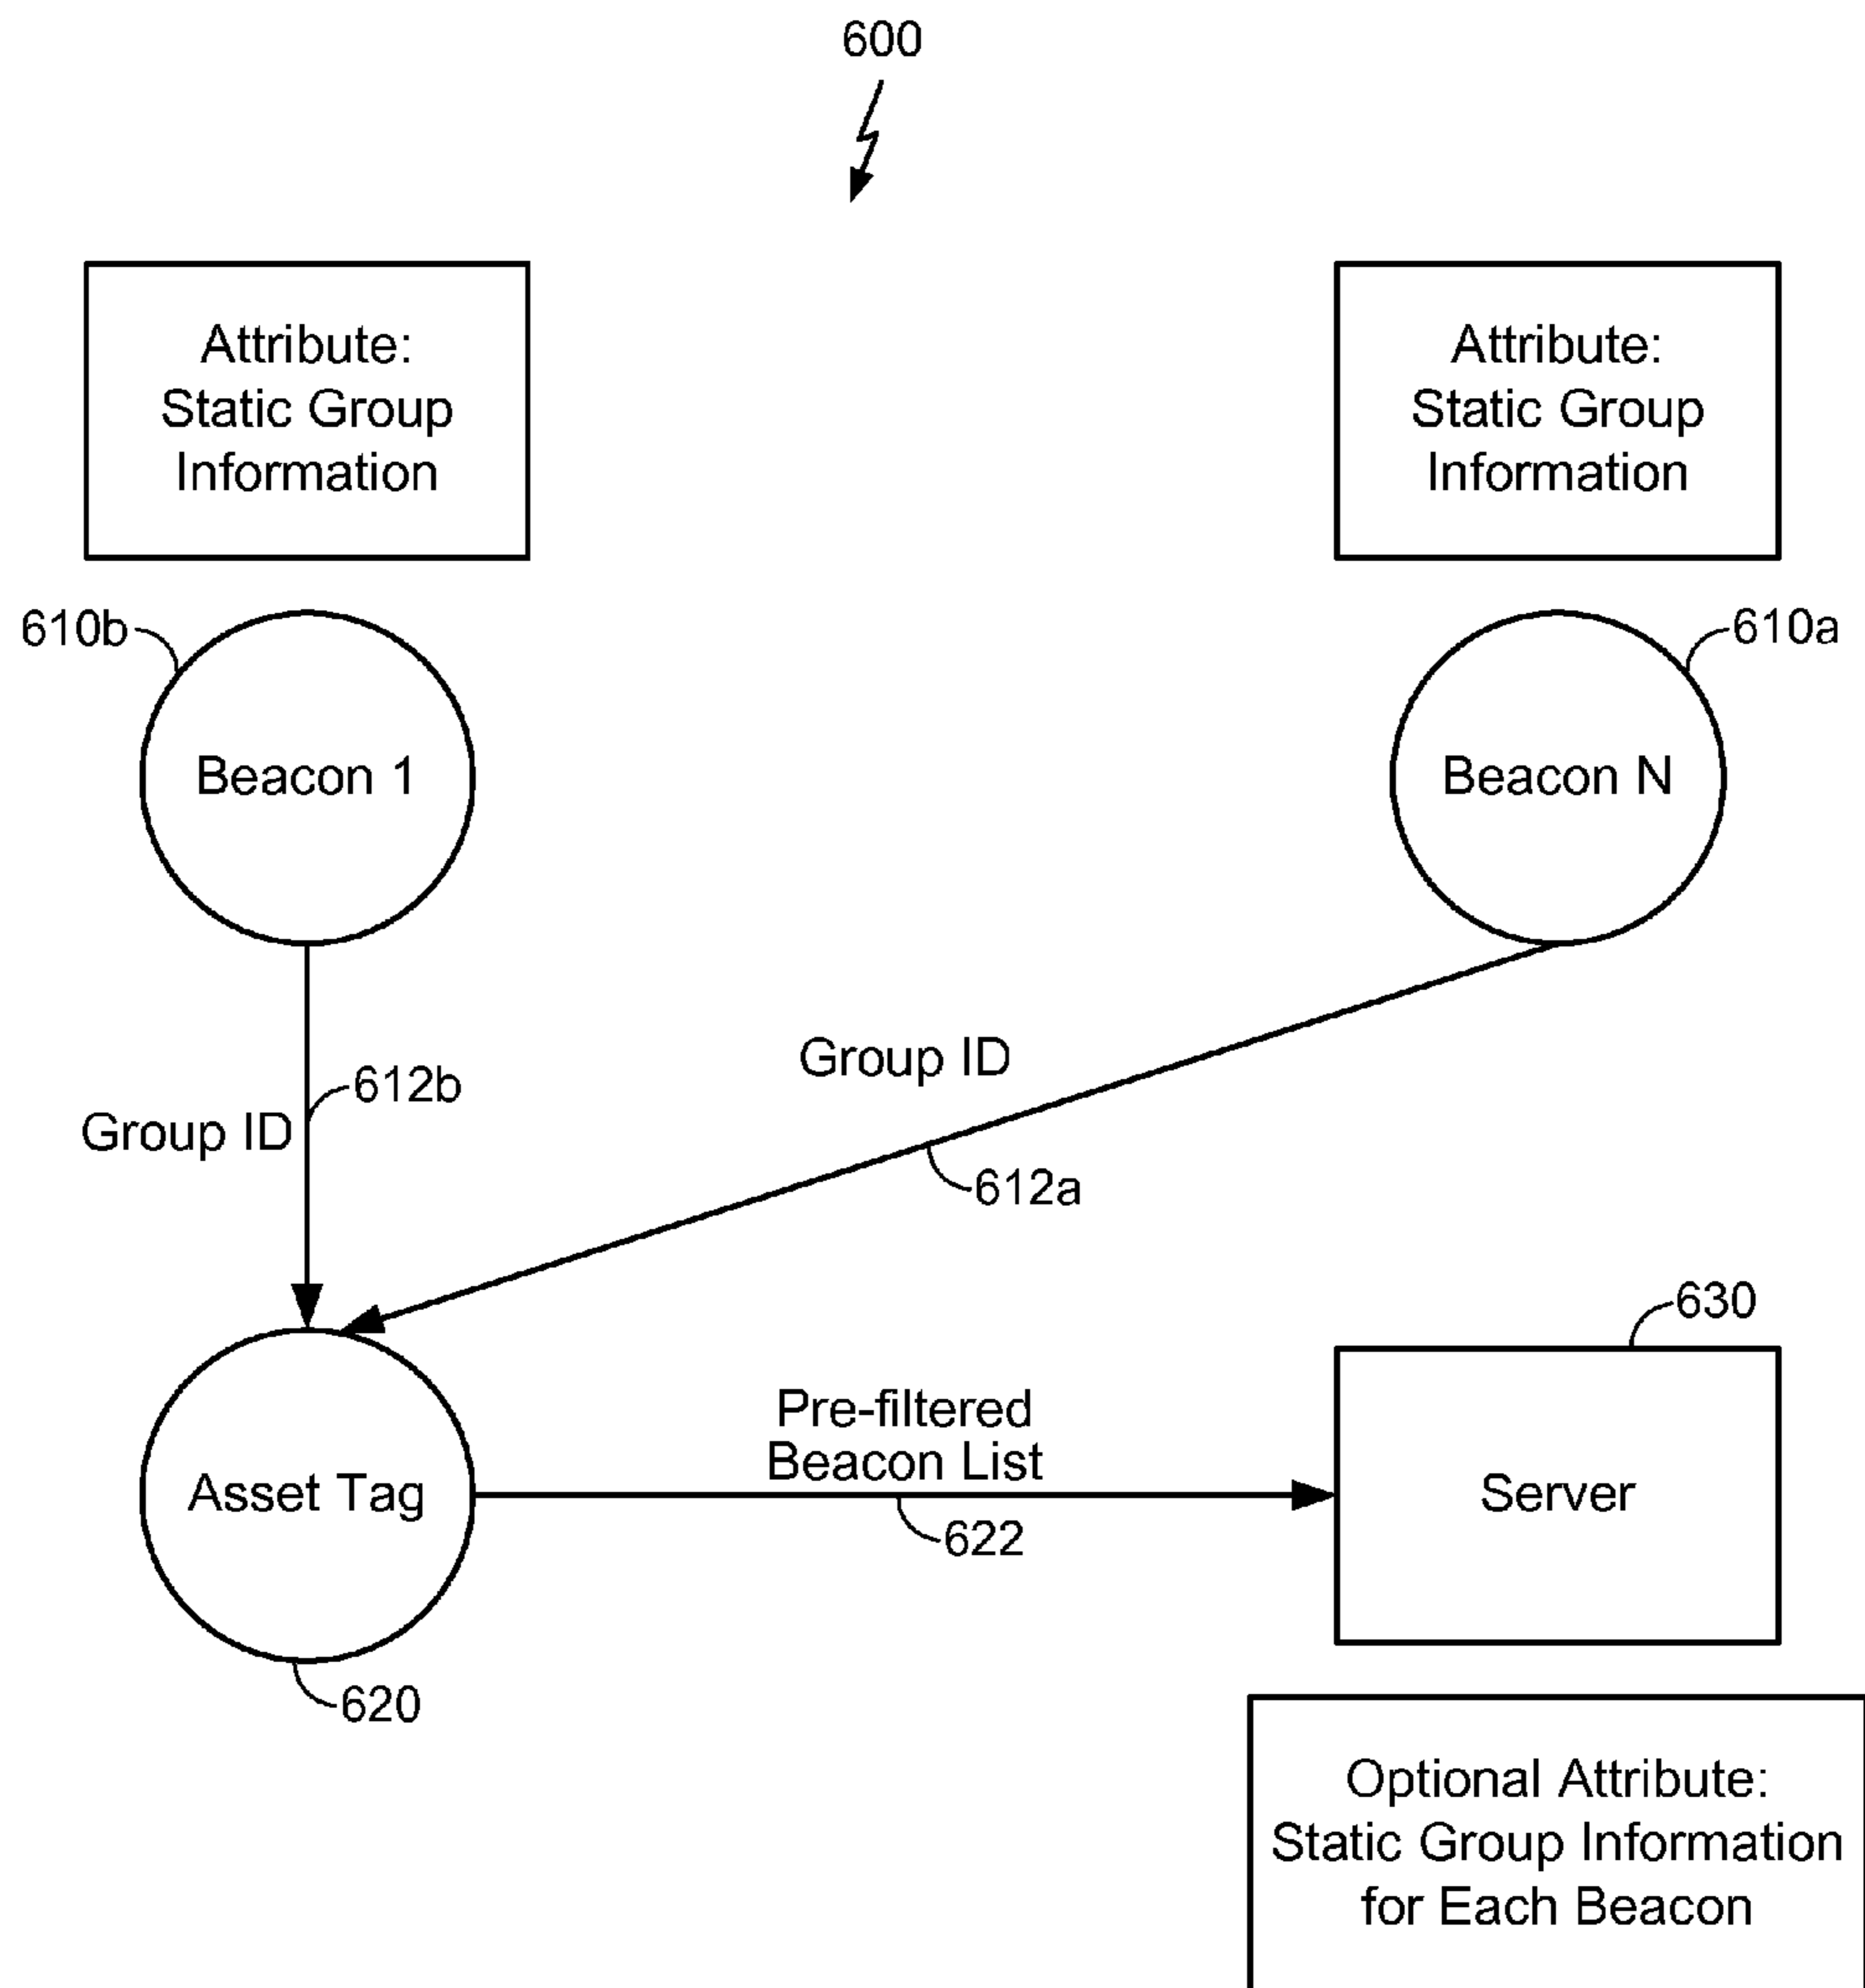 600
Attribute:
Static Group
Information
Attribute:
Static Group
Information
610b
610a
Beacon 1
Beacon N
Group ID
612b
Group ID
612a
630
Pre-filtered
Beacon List
Asset Tag
Server
622
620
Optional Attribute:
Static Group Information
for Each Beacon